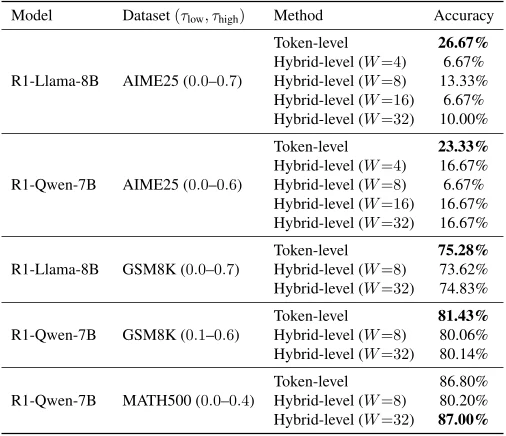 Model Dataset (τlow, τhigh) Method Accuracy
Token-level 26.67%
Hybrid-level (W=4) 6.67%
R1-Llama-8B AIME25 (0.0–0.7) Hybrid-level (W=8) 13.33%
Hybrid-level (W=16) 6.67%
Hybrid-level (W=32) 10.00%
Token-level 23.33%
Hybrid-level (W=4) 16.67%
R1-Qwen-7B AIME25 (0.0–0.6) Hybrid-level (W=8) 6.67%
Hybrid-level (W=16) 16.67%
Hybrid-level (W=32) 16.67%
Token-level 75.28%
R1-Llama-8B GSM8K (0.0–0.7) Hybrid-level (W=8) 73.62%
Hybrid-level (W=32) 74.83%
Token-level 81.43%
R1-Qwen-7B GSM8K (0.1–0.6) Hybrid-level (W=8) 80.06%
Hybrid-level (W=32) 80.14%
Token-level 86.80%
R1-Qwen-7B MATH500 (0.0–0.4) Hybrid-level (W=8) 80.20%
Hybrid-level (W=32) 87.00%